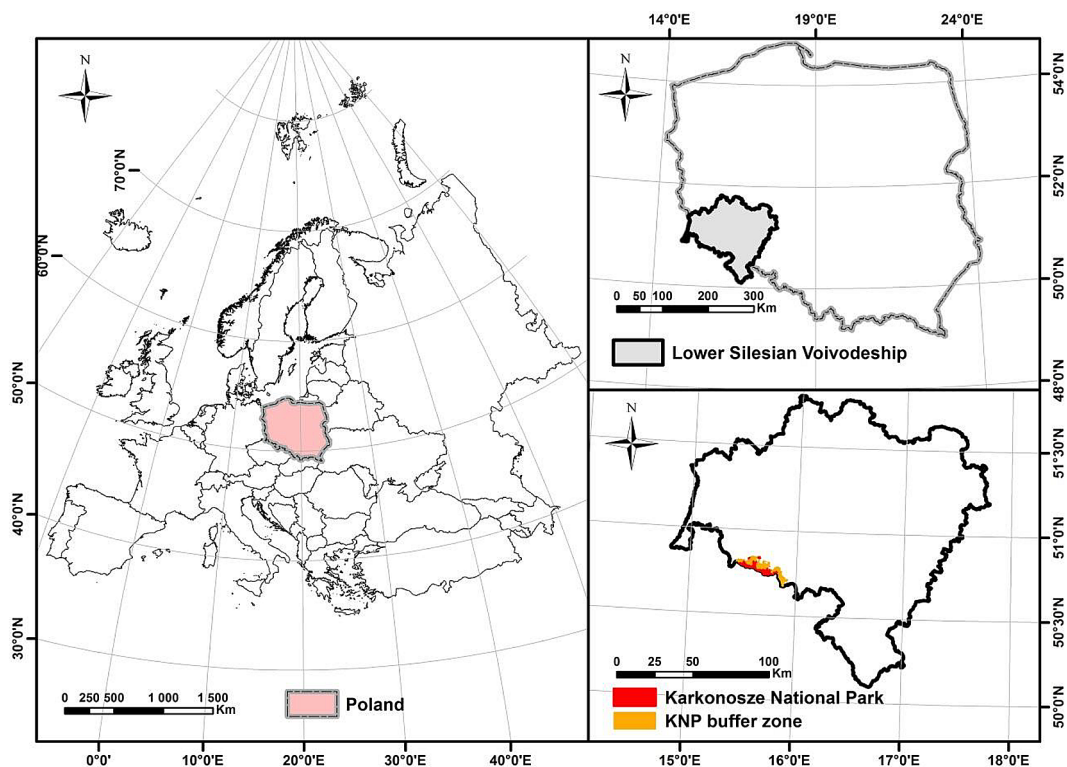 14°0'E 19°0'E 24°0'E
N
N
70°0'N
60°0'N
50°0'N
40°0'N
30°0'N
54°0'N
52°0'N
50°0'N
48°0'N
0 50 100 200 300
Km
Lower Silesian Voivodeship
N
51°30'N
51°0'N
50°30'N
50°0'N
0 25 50 100
Km
Karkonosze National Park
KNP buffer zone
0 250 500 1 000 1 500
Km
Poland
0°0' 10°0'E 20°0'E 30°0'E 40°0'E
15°0'E 16°0'E 17°0'E 18°0'E